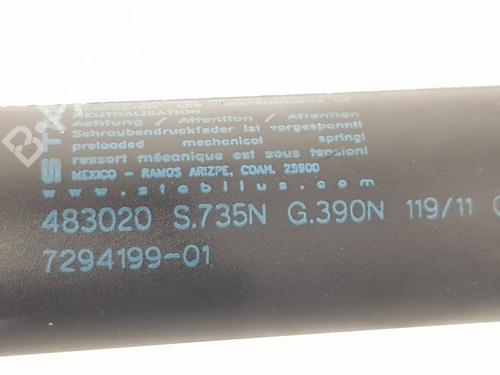 NEUTRALISATION
Achtung / Attention / Attention
Schraubendruckfeder ist vorgespannt!
preloaded mechanical spring!
ressort mécanique est sous tension!
MEXICO - RAMOS ARIZPE, COAH. 25900
www.stabilus.com
483020 S.735N G.390N 119/11
7294199-01